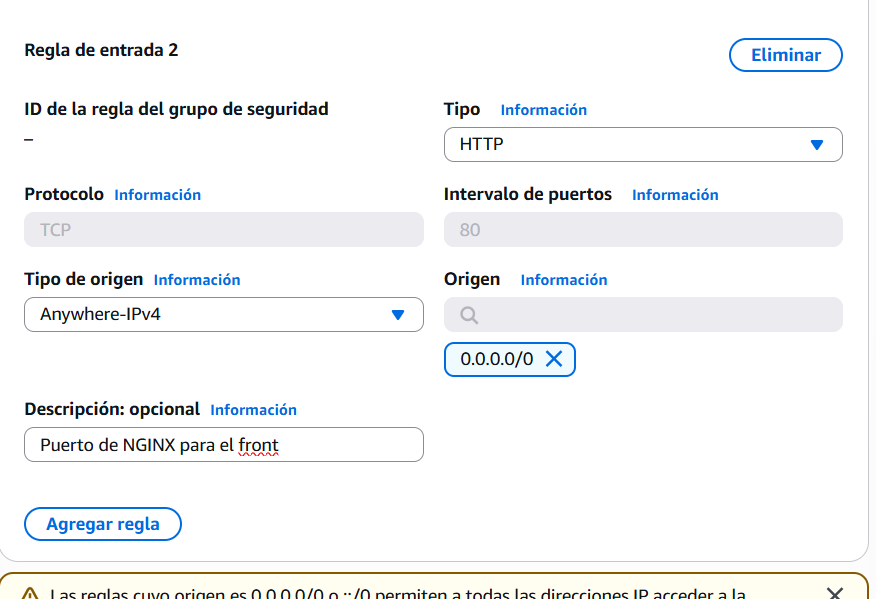 Regla de entrada 2
Eliminar
ID de la regla del grupo de seguridad
–
Tipo Información
HTTP
Protocolo Información
TCP
Intervalo de puertos Información
80
Tipo de origen Información
Anywhere-IPv4
Origen Información
0.0.0.0/0
Descripción: opcional Información
Puerto de NGINX para el front
Agregar regla
Las reglas cuyo origen es 0.0.0.0/0 o ::/0 permiten a todas las direcciones IP acceder a la